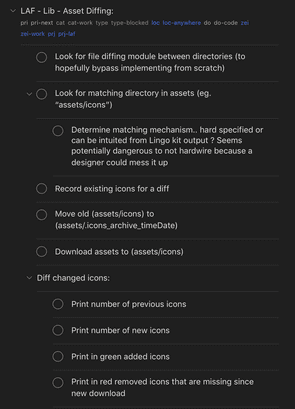 LAF - Lib - Asset Diffing:
pri pri-next cat cat-work type type-blocked loc loc-anywhere do do-code zei
zei-work prj prj-laf
Look for file diffing module between directories (to
hopefully bypass implementing from scratch)
Look for matching directory in assets (eg.
"assets/icons")
Determine matching mechanism.. hard specified or
can be intuited from Lingo kit output ? Seems
potentially dangerous to not hardwire because a
designer could mess it up
Record existing icons for a diff
Move old (assets/icons) to
(assets/.icons_archive_timeDate)
Download assets to (assets/icons)
Diff changed icons:
Print number of previous icons
Print number of new icons
Print in green added icons
Print in red removed icons that are missing since
new download